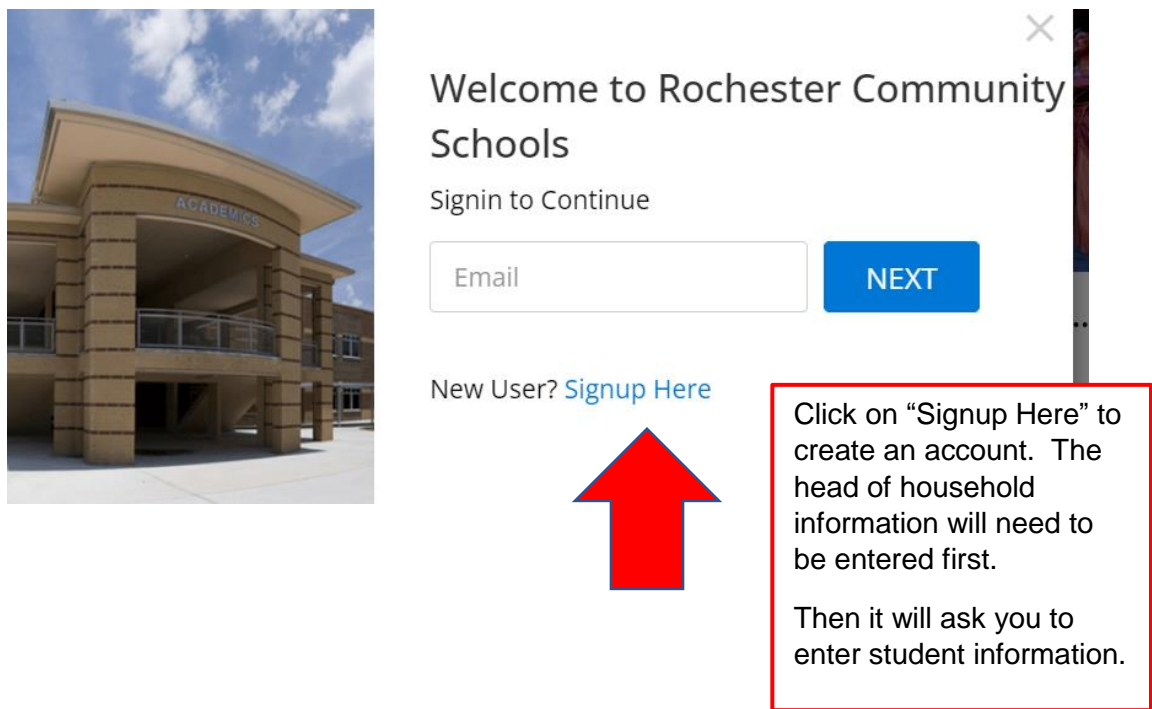 ACADEMICS
Welcome to Rochester Community
Schools
Signin to Continue
Email
NEXT
New User? Signup Here
Click on “Signup Here” to
create an account.  The
head of household
information will need to
be entered first.
Then it will ask you to
enter student information.